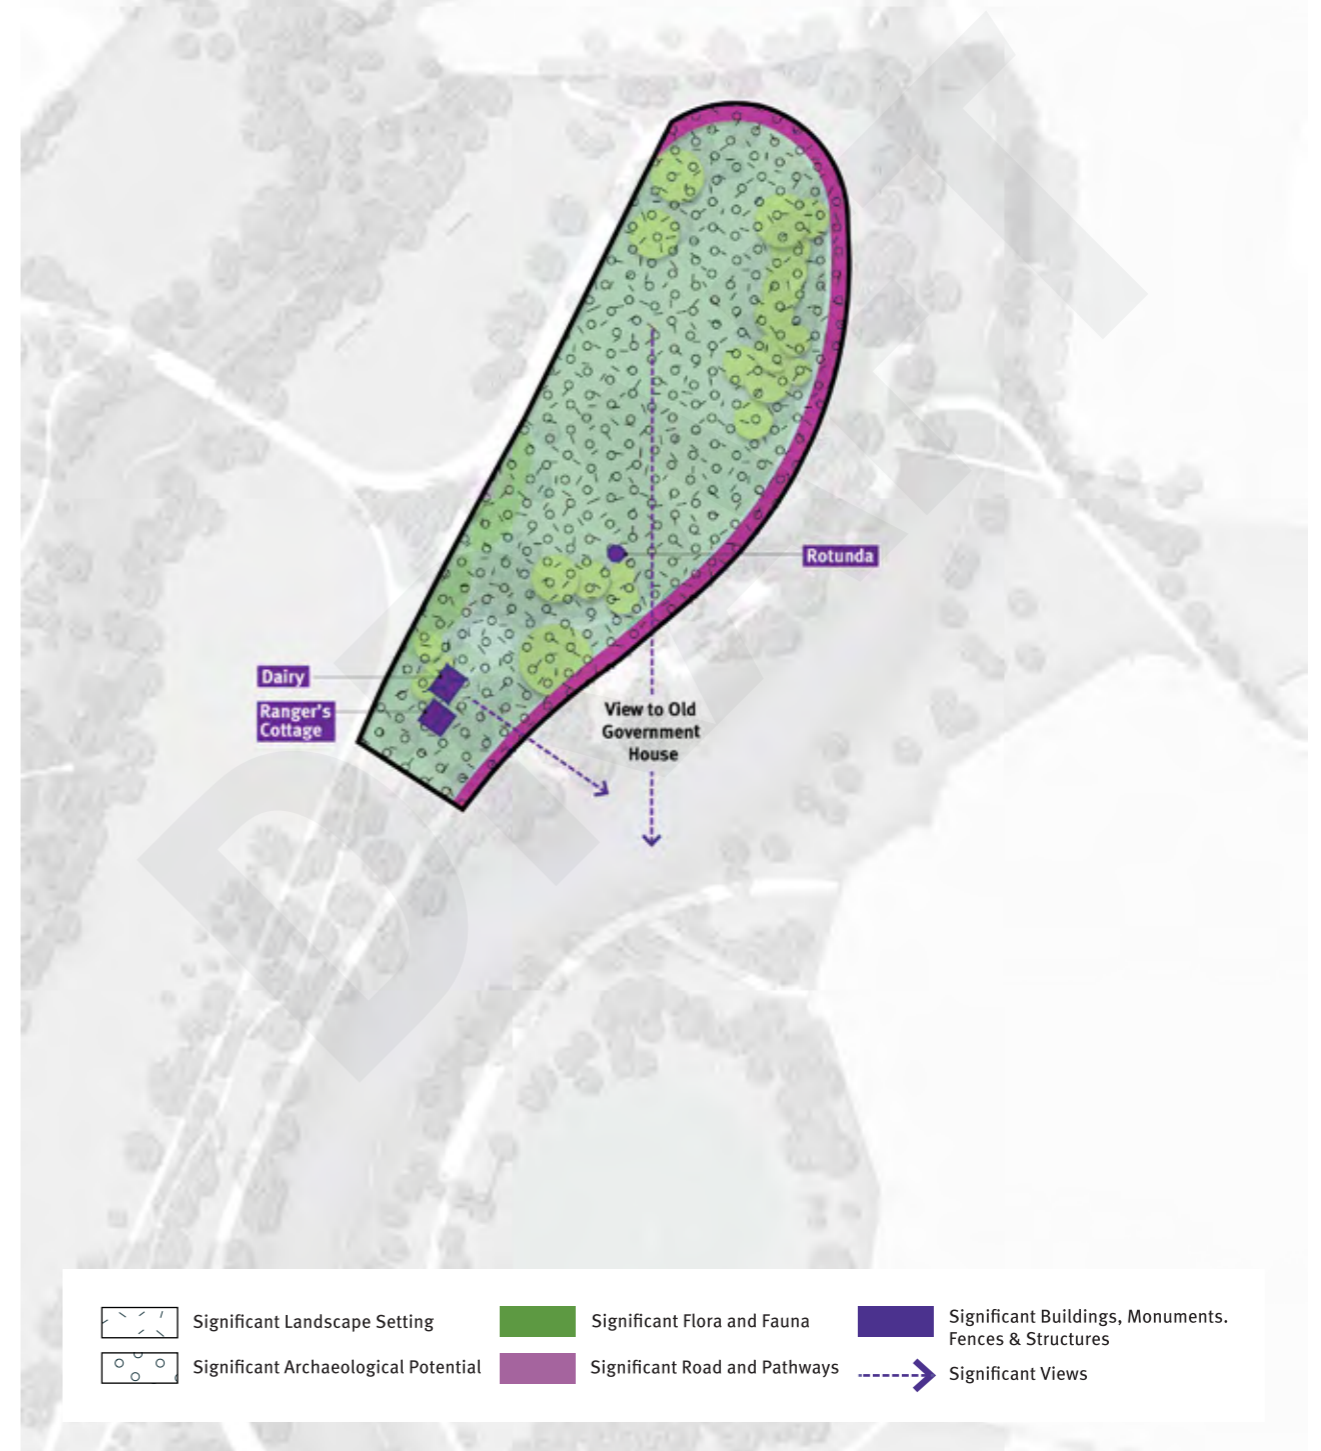 DRAFT
Rotunda
Dairy
Ranger's
Cottage
View to Old
Government
House
Significant Landscape Setting
Significant Archaeological Potential
Significant Flora and Fauna
Significant Road and Pathways
Significant Buildings, Monuments.
Fences & Structures
Significant Views